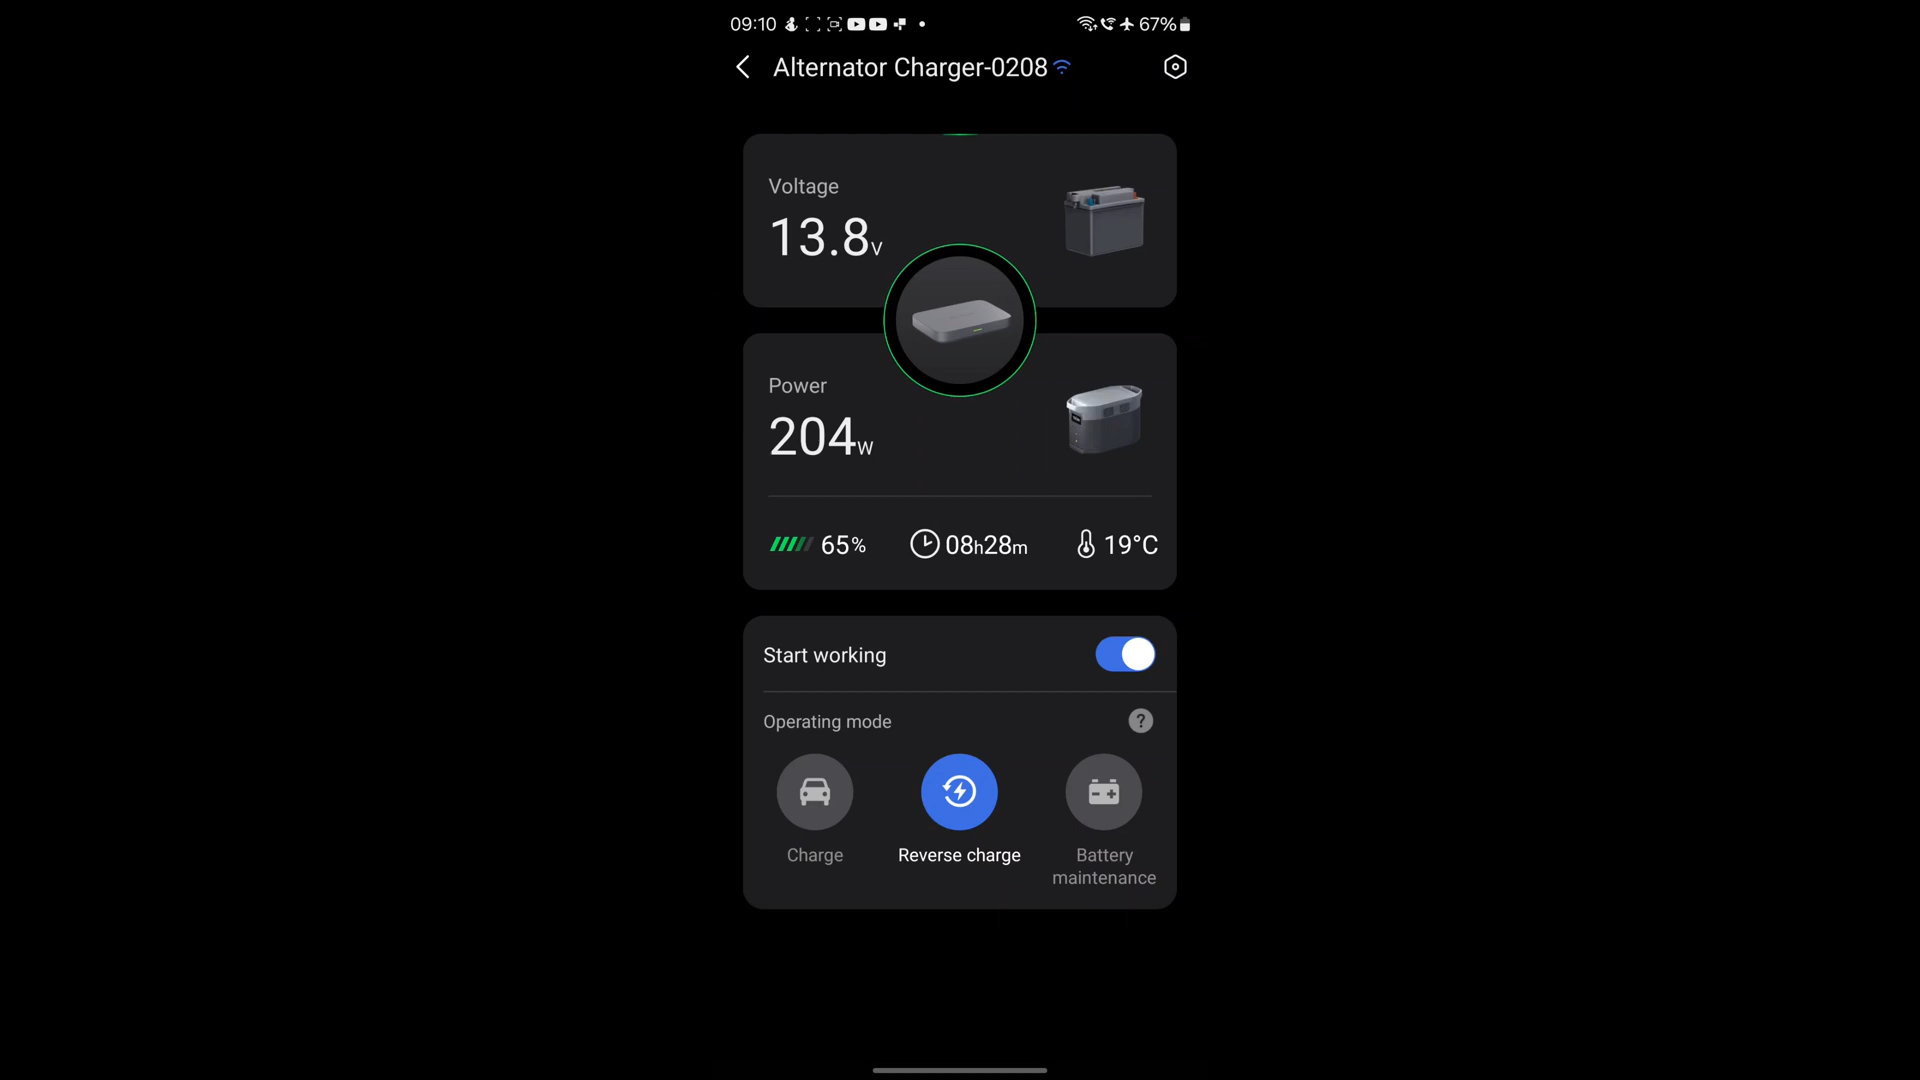 09:10 67%
Alternator Charger-0208
Voltage
13.8V
Power
204W
65% 08h28m 19°C
Start working
Operating mode ?
Charge Reverse charge Battery maintenance